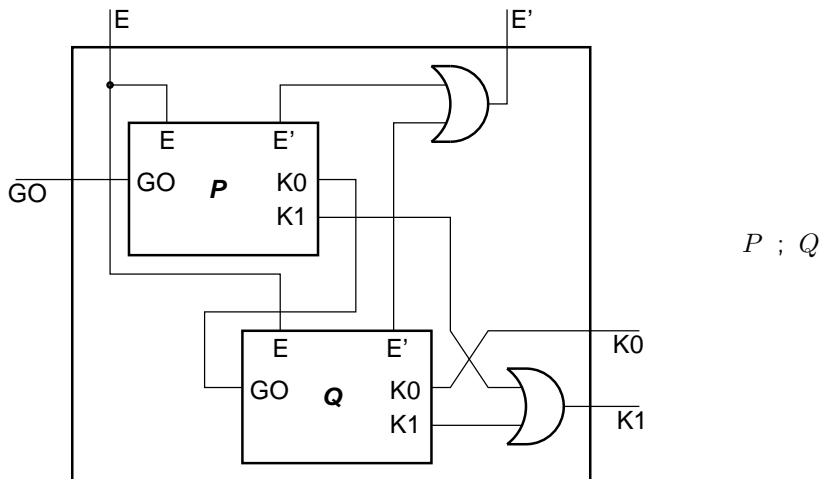 E E’
E E’
GO P K0
GO
K1
P ; Q
E E’
K0
GO Q K0
K1
K1